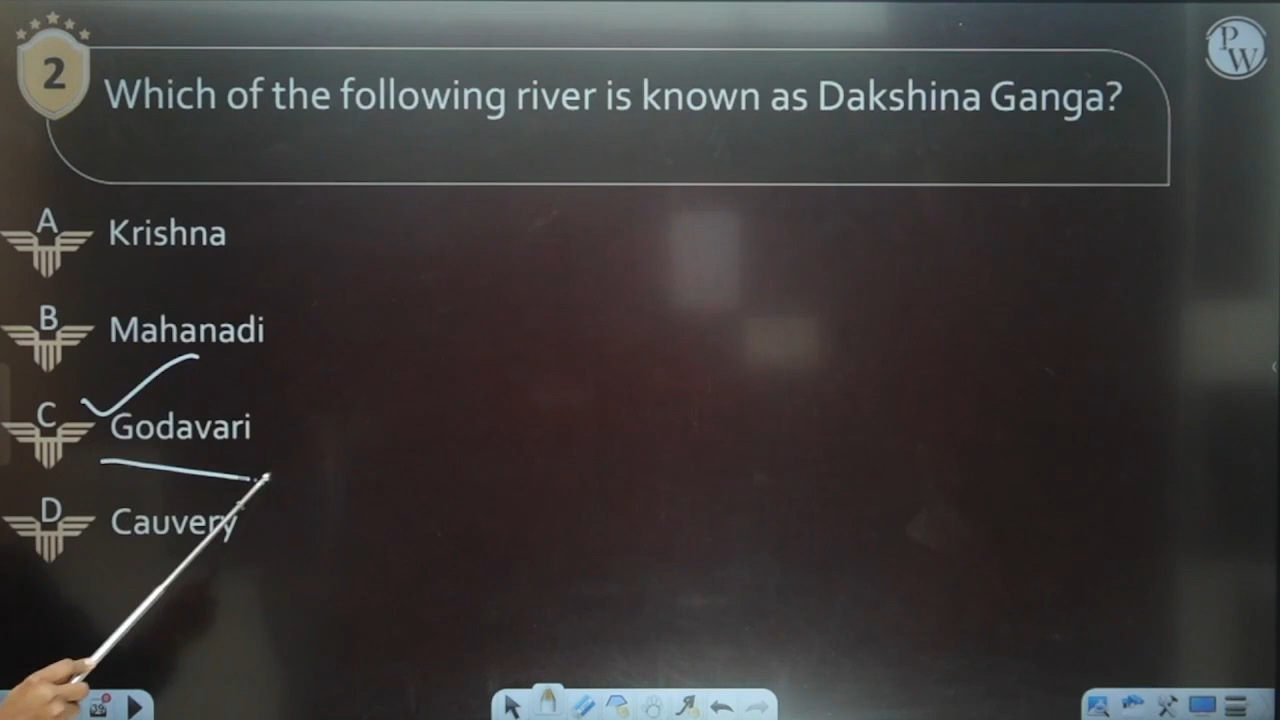 2
Which of the following river is known as Dakshina Ganga?
PW
A Krishna
B Mahanadi
C Godavari
D Cauvery